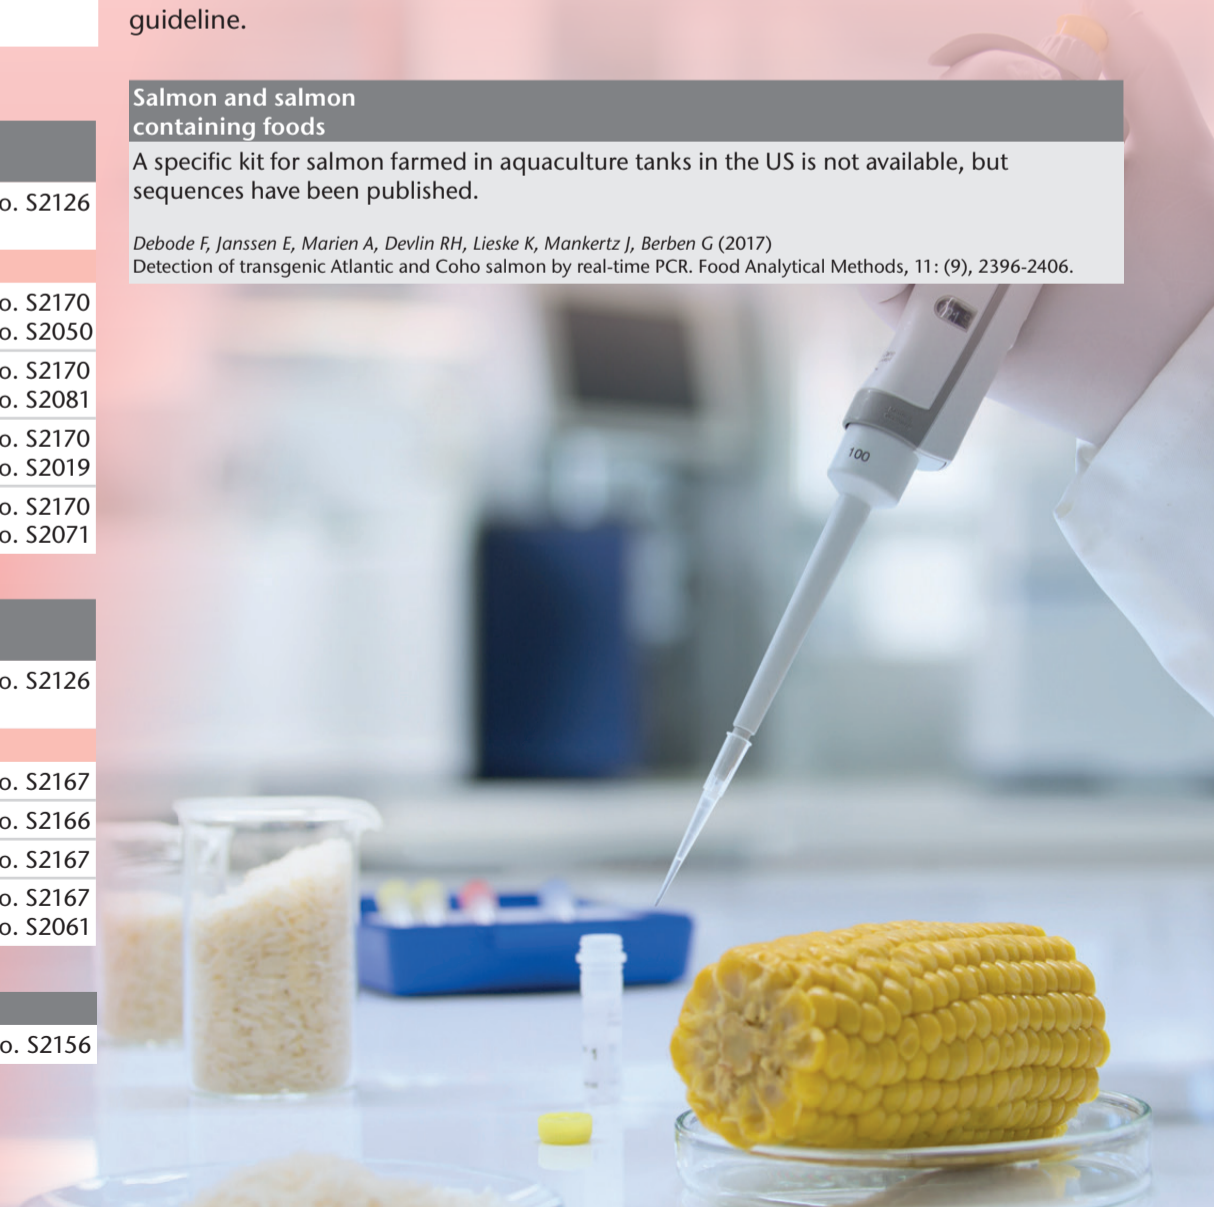 guideline.
Salmon and salmon
containing foods
A specific kit for salmon farmed in aquaculture tanks in the US is not available, but
sequences have been published.
Debode F, Janssen E, Marien A, Devlin RH, Lieske K, Mankertz J, Berben G (2017)
Detection of transgenic Atlantic and Coho salmon by real-time PCR. Food Analytical Methods, 11: (9), 2396-2406.
o. S2126
o. S2170
o. S2050
o. S2170
o. S2081
o. S2170
o. S2019
o. S2170
o. S2071
o. S2126
o. S2167
o. S2166
o. S2167
o. S2167
o. S2061
o. S2156
100